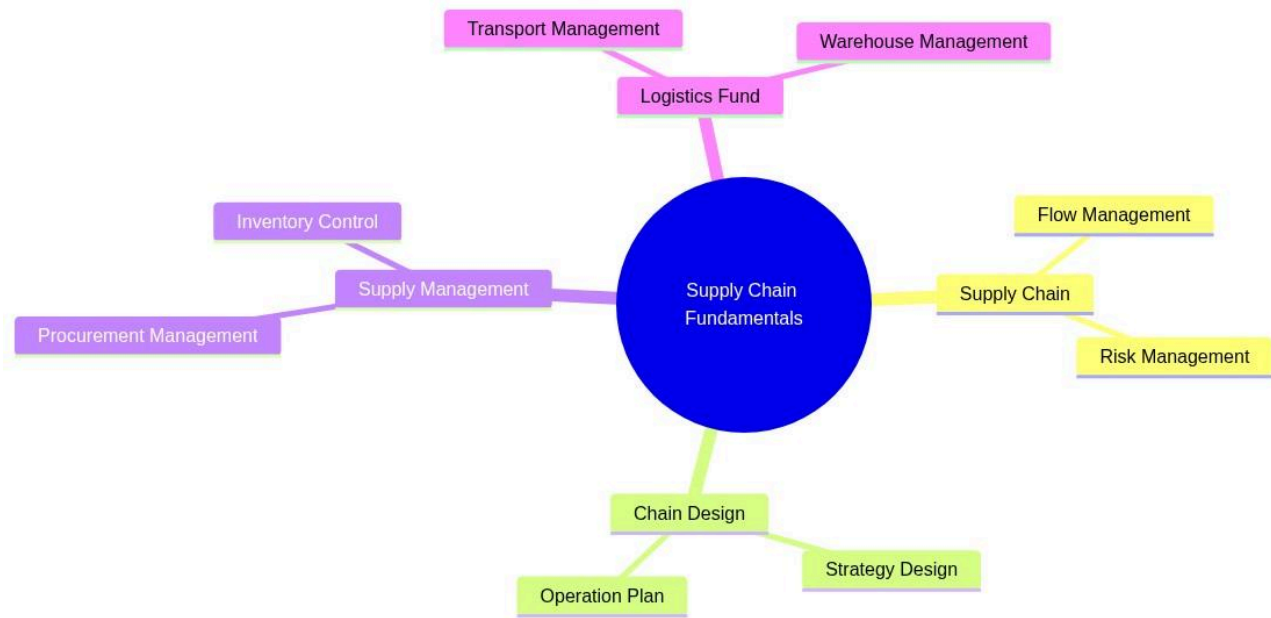 Transport Management
Warehouse Management
Logistics Fund
Inventory Control
Flow Management
Supply Management
Supply Chain
Fundamentals
Supply Chain
Procurement Management
Risk Management
Chain Design
Strategy Design
Operation Plan